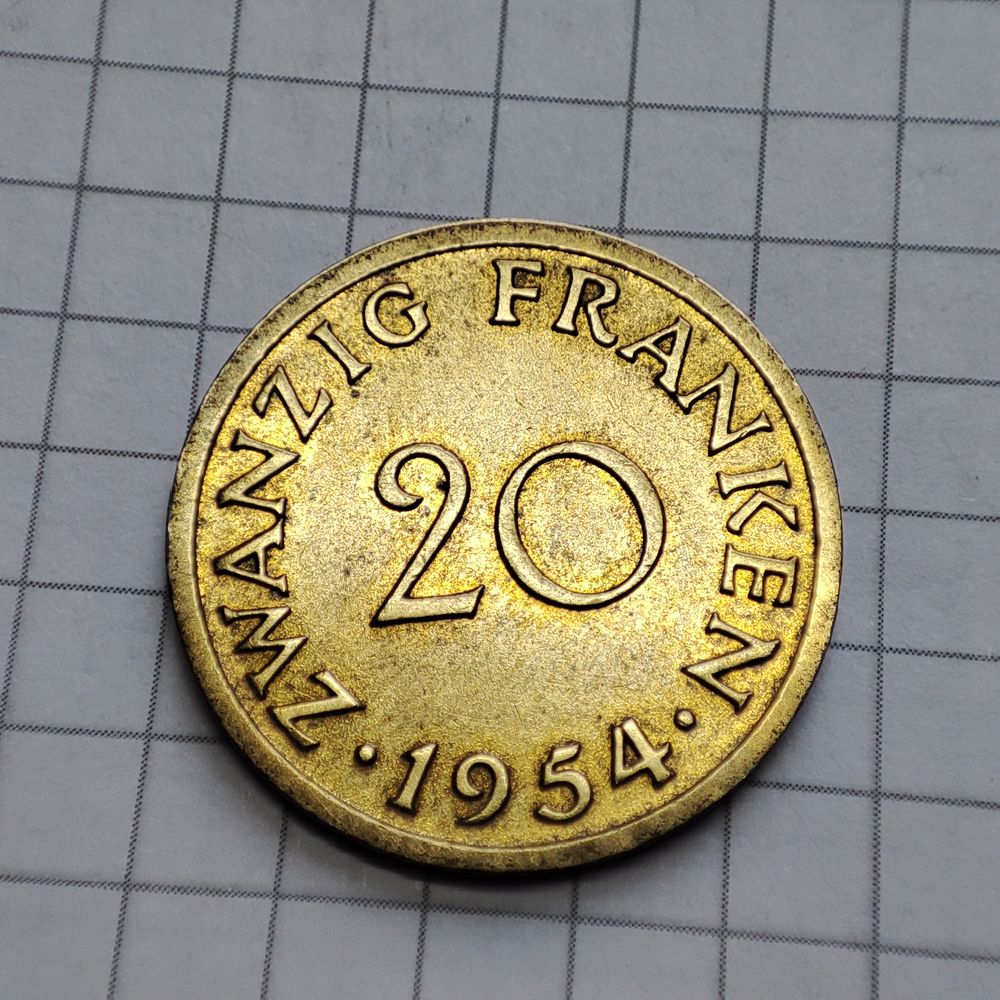 ZWANZIG FRANKEN
20
· 1954 ·